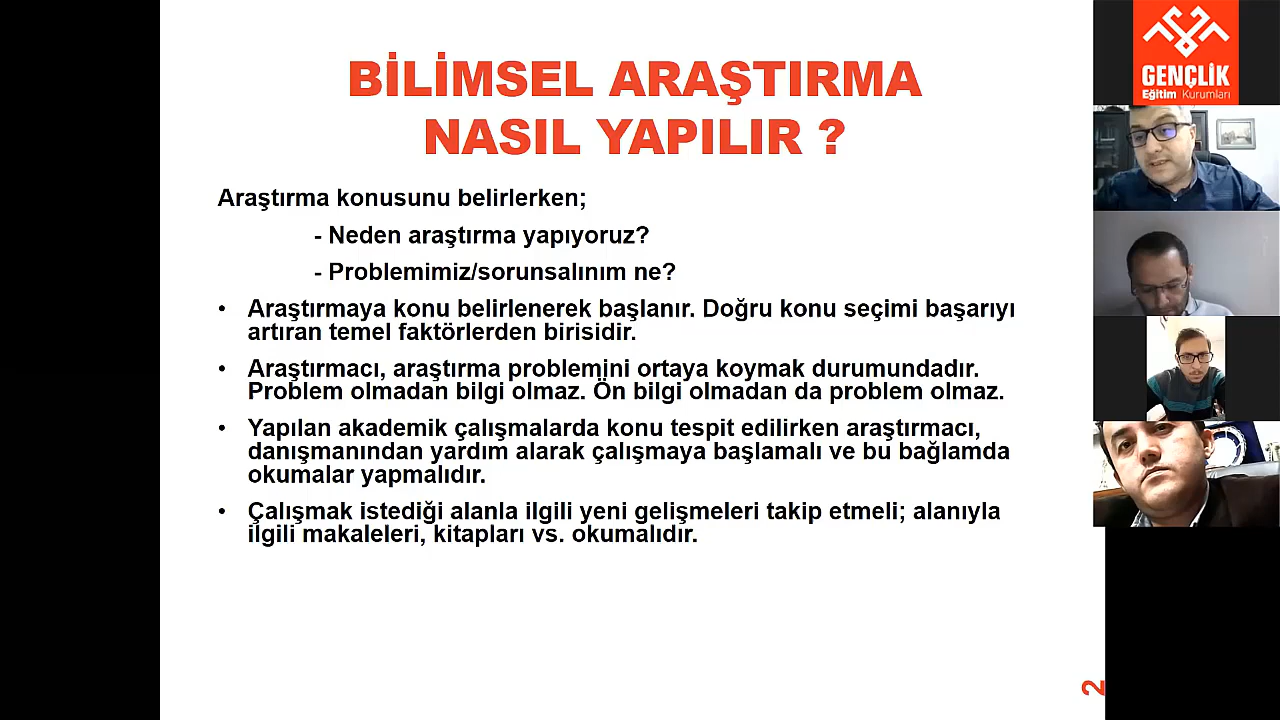 BİLİMSEL ARAŞTIRMA
NASIL YAPILIR ?
Araştırma konusunu belirlerken;
- Neden araştırma yapıyoruz?
- Problemimiz/sorunsalınım ne?
• Araştırmaya konu belirlenerek başlanır. Doğru konu seçimi başarıyı
artıran temel faktörlerden birisidir.
• Araştırmacı, araştırma problemini ortaya koymak durumundadır.
Problem olmadan bilgi olmaz. Ön bilgi olmadan da problem olmaz.
• Yapılan akademik çalışmalarda konu tespit edilirken araştırmacı,
danışmanından yardım alarak çalışmaya başlamalı ve bu bağlamda
okumalar yapmalıdır.
• Çalışmak istediği alanla ilgili yeni gelişmeleri takip etmeli; alanıyla
ilgili makaleleri, kitapları vs. okumalıdır.
2
GENÇLİK
Eğitim Kurumları